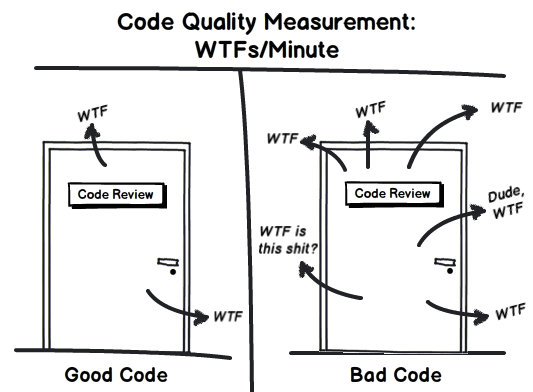 Code Quality Measurement:
WTFs/Minute
WTF
Code Review
WTF
Good Code
WTF
WTF
WTF
Code Review
Dude,
WTF
WTF is
this shit?
WTF
Bad Code